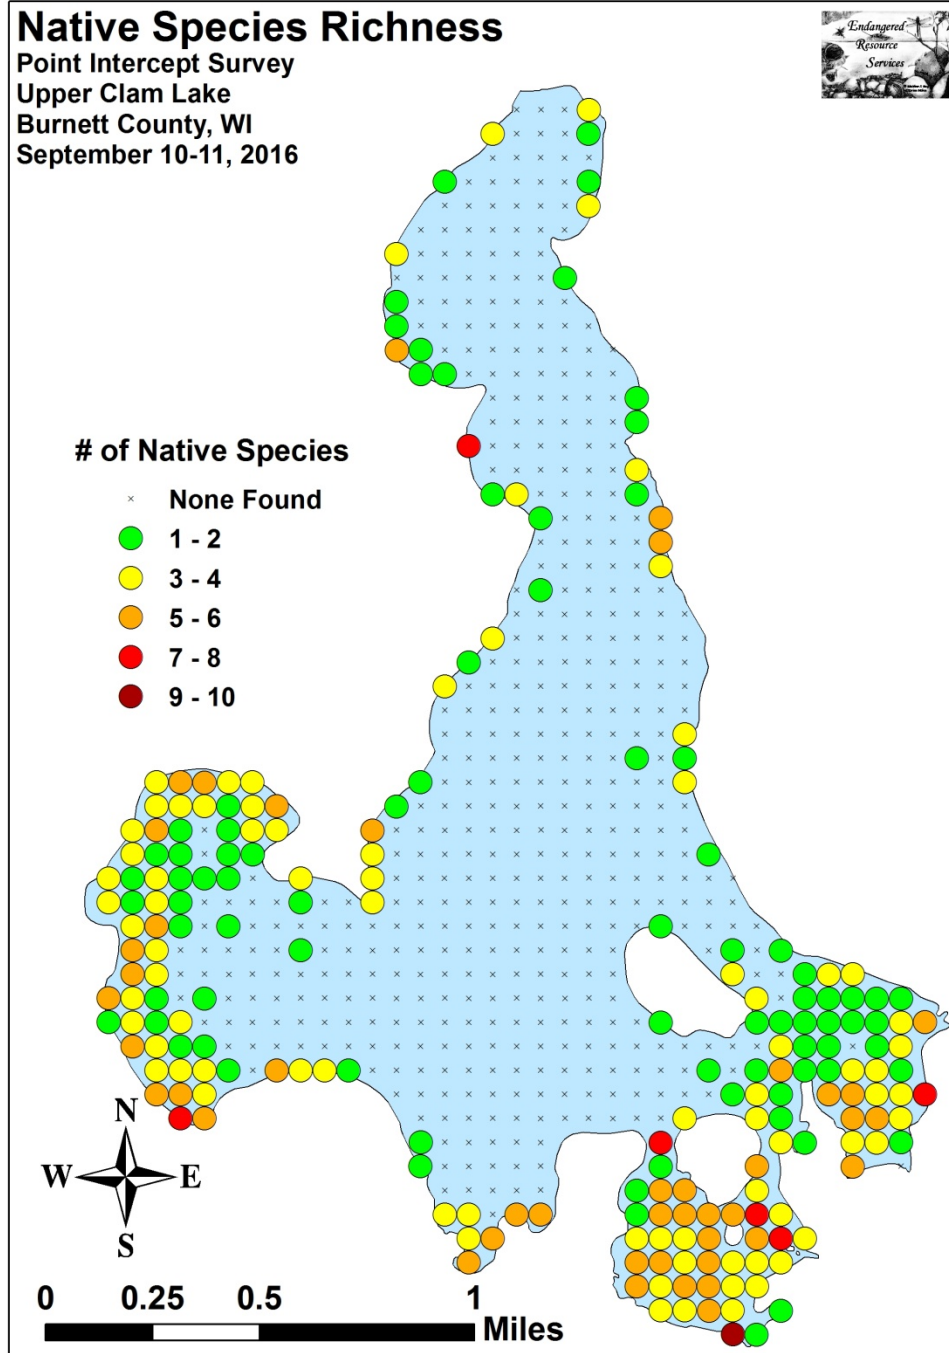 Native Species Richness
Point Intercept Survey
Upper Clam Lake
Burnett County, WI
September 10-11, 2016
Endangered
Resource
Services
# of Native Species
None Found
1 - 2
3 - 4
5 - 6
7 - 8
9 - 10
N
W E
S
0 0.25 0.5 1
Miles